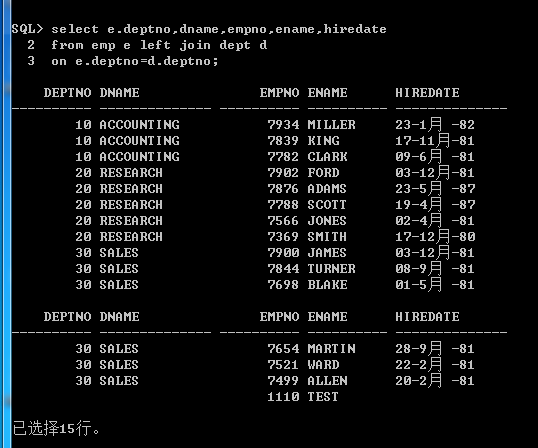 SQL> select e.deptno,dname,empno,ename,hiredate
2 from emp e left join dept d
3 on e.deptno=d.deptno;
DEPTNO DNAME EMPNO ENAME HIREDATE
---------- -------------- ---------- ---------- --------------
10 ACCOUNTING 7934 MILLER 23-1月 -82
10 ACCOUNTING 7839 KING 17-11月-81
10 ACCOUNTING 7782 CLARK 09-6月 -81
20 RESEARCH 7902 FORD 03-12月-81
20 RESEARCH 7876 ADAMS 23-5月 -87
20 RESEARCH 7788 SCOTT 19-4月 -87
20 RESEARCH 7566 JONES 02-4月 -81
20 RESEARCH 7369 SMITH 17-12月-80
30 SALES 7900 JAMES 03-12月-81
30 SALES 7844 TURNER 08-9月 -81
30 SALES 7698 BLAKE 01-5月 -81
DEPTNO DNAME EMPNO ENAME HIREDATE
---------- -------------- ---------- ---------- --------------
30 SALES 7654 MARTIN 28-9月 -81
30 SALES 7521 WARD 22-2月 -81
30 SALES 7499 ALLEN 20-2月 -81
1110 TEST
已选择15行。